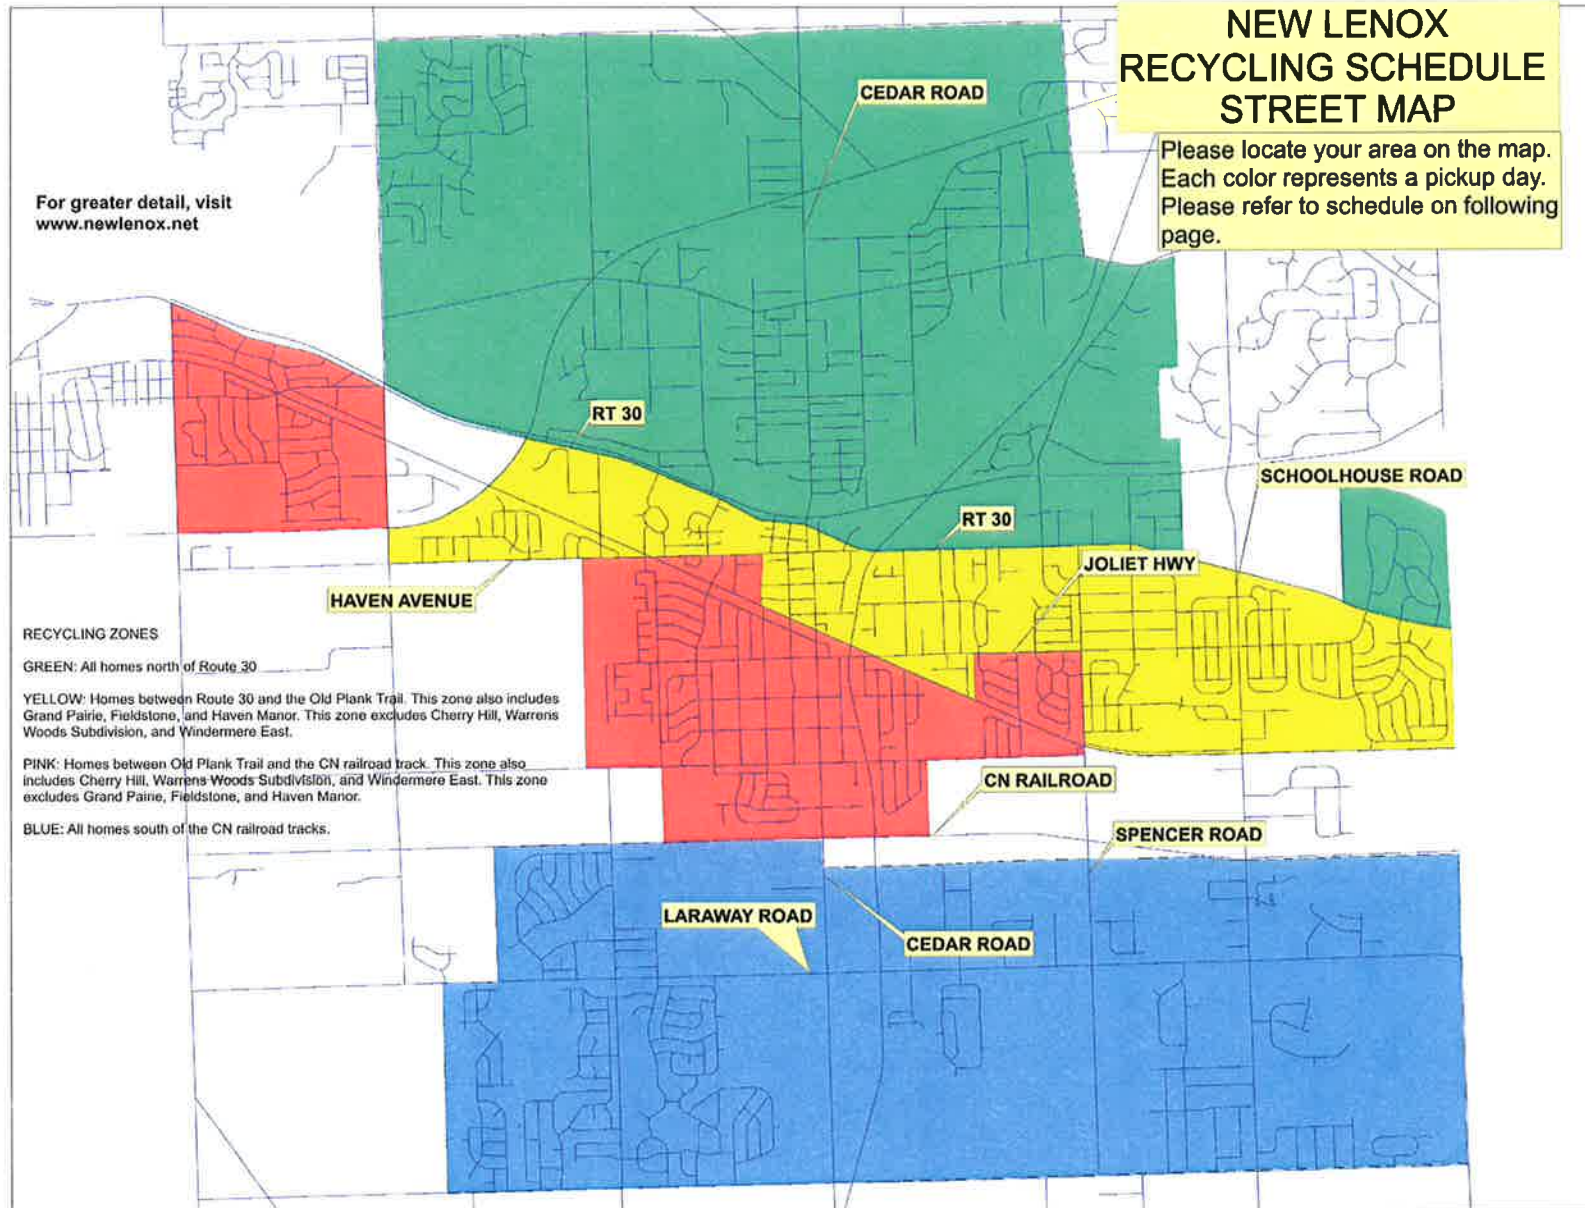 NEW LENOX
RECYCLING SCHEDULE
STREET MAP
Please locate your area on the map.
Each color represents a pickup day.
Please refer to schedule on following
page.
CEDAR ROAD
For greater detail, visit
www.newlenox.net
RT 30
SCHOOLHOUSE ROAD
RT 30
JOLIET HWY
HAVEN AVENUE
RECYCLING ZONES
GREEN: All homes north of Route 30
YELLOW: Homes between Route 30 and the Old Plank Trail. This zone also includes
Grand Pairie, Fieldstone, and Haven Manor. This zone excludes Cherry Hill, Warrens
Woods Subdivision, and Windermere East.
PINK: Homes between Old Plank Trail and the CN railroad track. This zone also
includes Cherry Hill, Warrens Woods Subdivision, and Windermere East. This zone
excludes Grand Pairie, Fieldstone, and Haven Manor.
BLUE: All homes south of the CN railroad tracks.
CN RAILROAD
SPENCER ROAD
LARAWAY ROAD
CEDAR ROAD